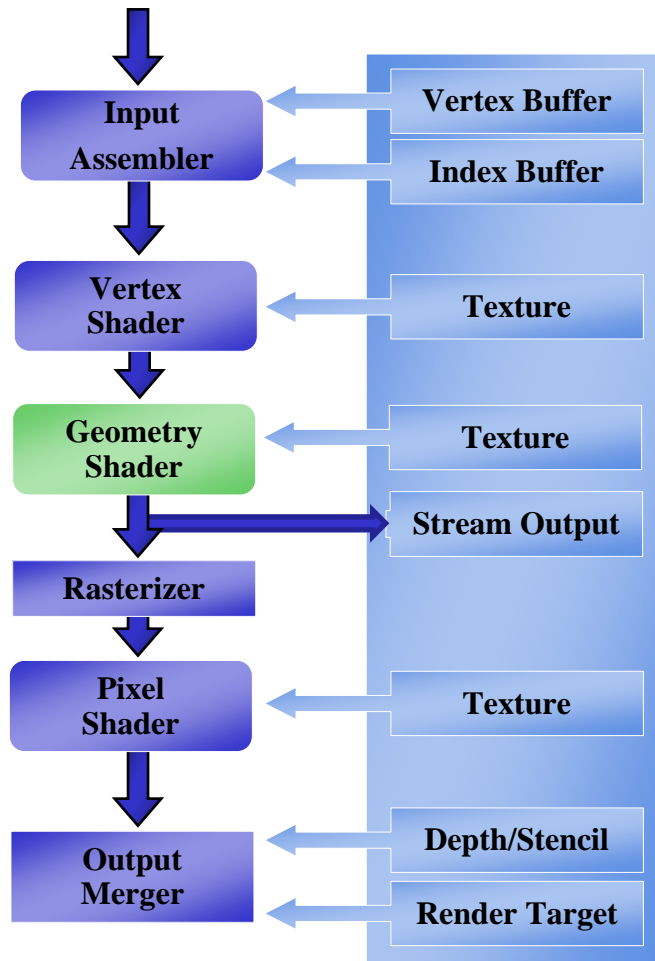 Input
Assembler
Vertex Buffer
Index Buffer
Vertex
Shader
Texture
Geometry
Shader
Texture
Stream Output
Rasterizer
Pixel
Shader
Texture
Output
Merger
Depth/Stencil
Render Target